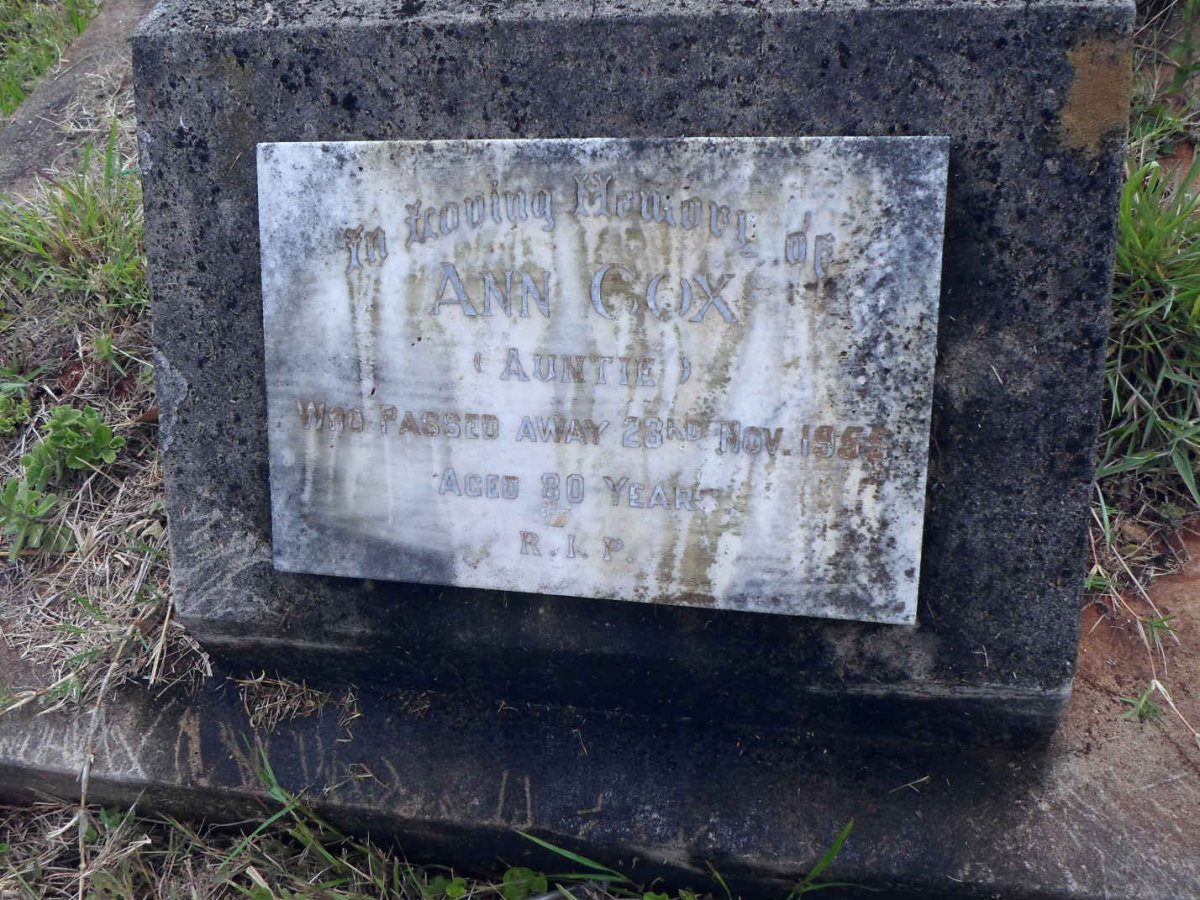 In Loving Memory of
ANN COX
(AUNTIE)
WHO PASSED AWAY 23RD NOV.
AGED 80 YEARS
R.I.P.